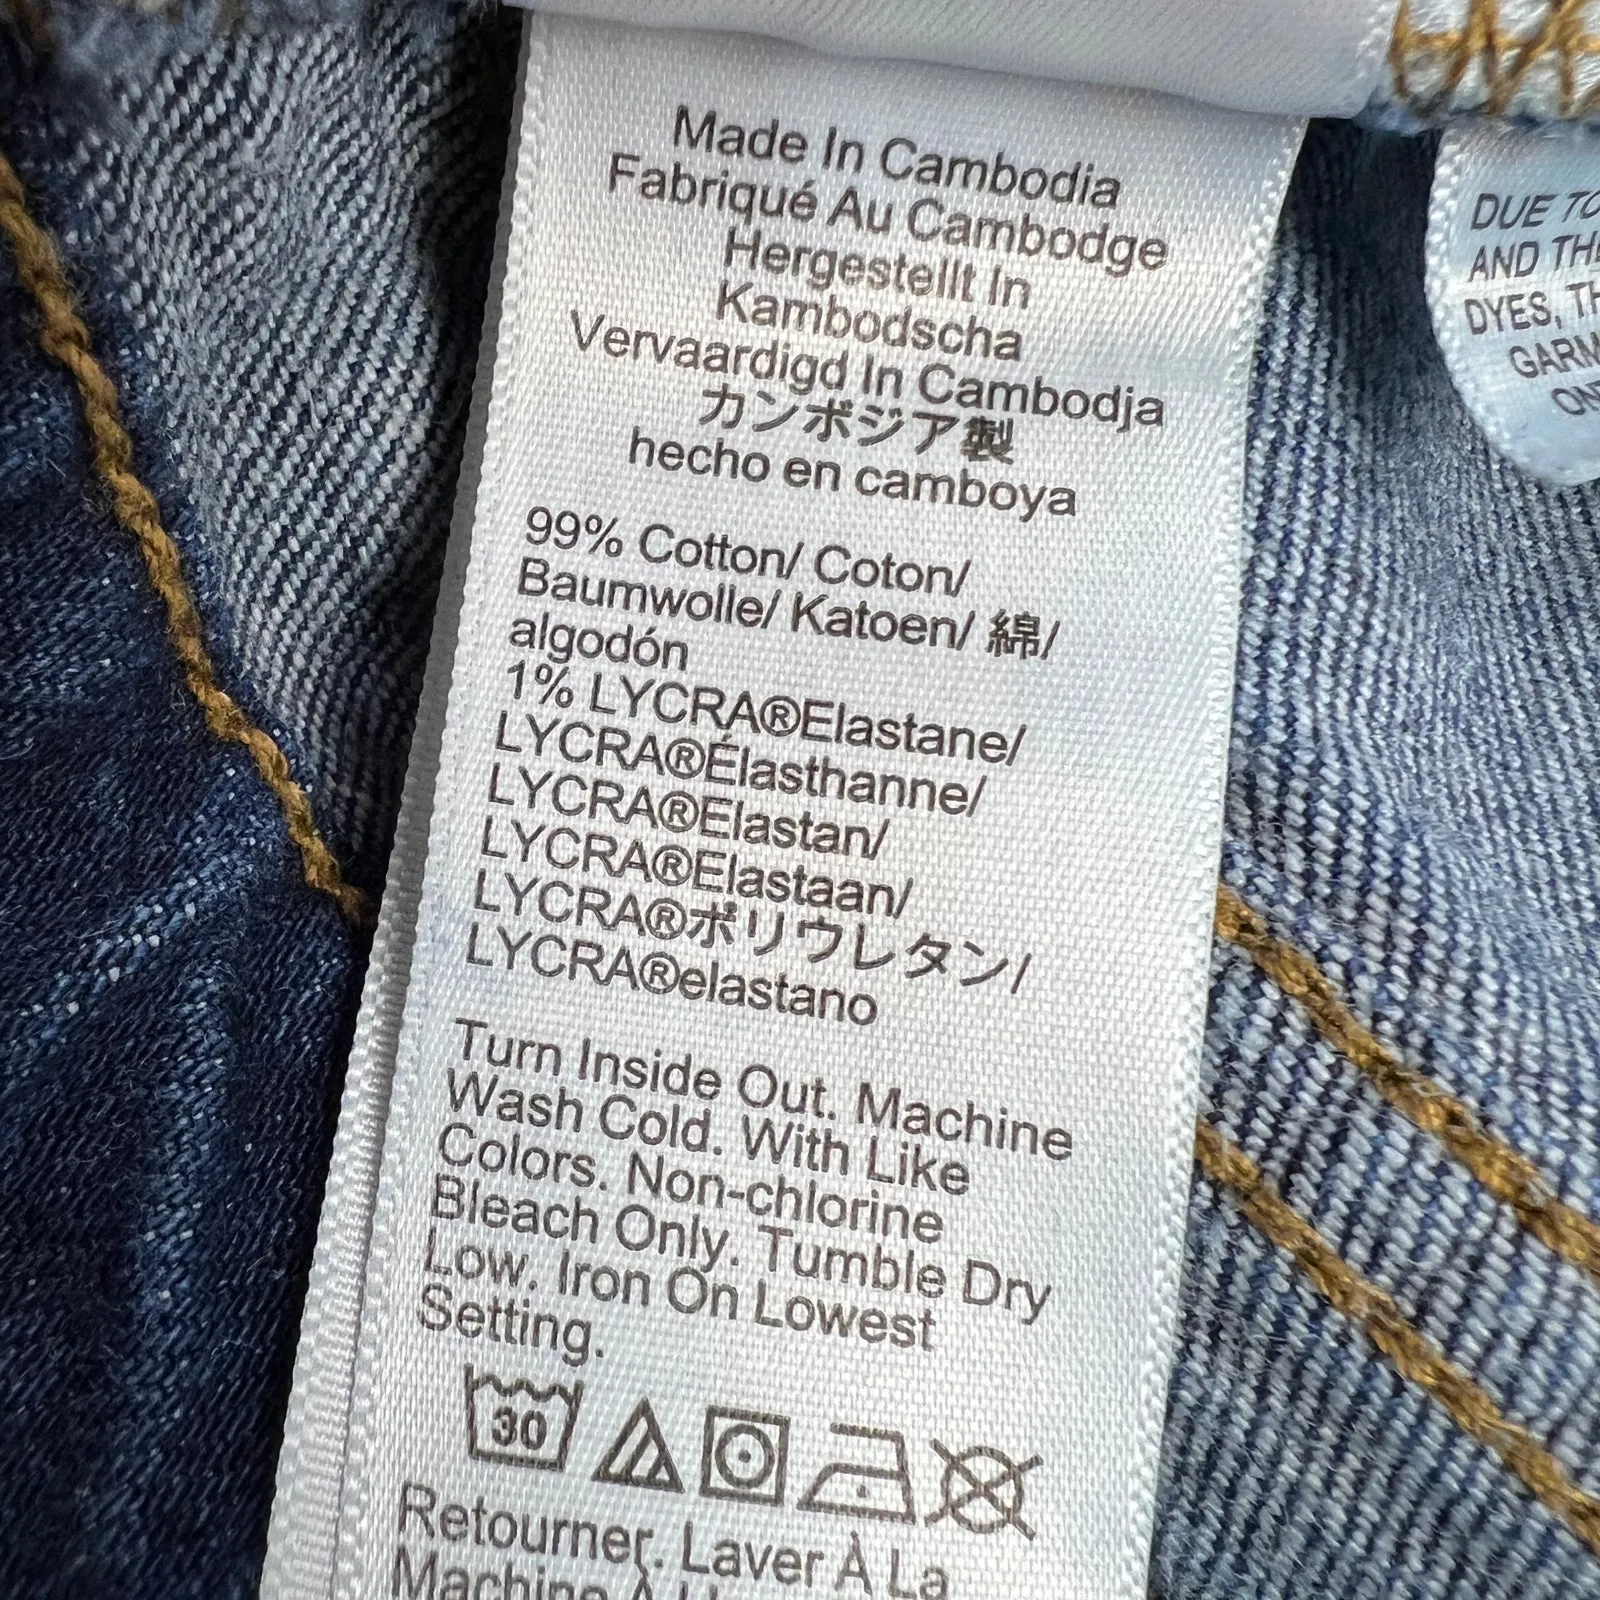 Made In Cambodia
Fabriqué Au Cambodge
Hergestellt In
Kambodscha
Vervaardigd In Cambodja
カンボジア製
hecho en camboya
99% Cotton/ Coton/
Baumwolle/ Katoen/ 綿/
algodón
1% LYCRA®Elastane/
LYCRA®Élasthanne/
LYCRA®Elastan/
LYCRA®Elastaan/
LYCRA®ポリウレタン/
LYCRA®elastano
Turn Inside Out. Machine
Wash Cold. With Like
Colors. Non-chlorine
Bleach Only. Tumble Dry
Low. Iron On Lowest
Setting.
30
Retourner. Laver À La
Machine À
DUE TO
AND THE
DYES, TH
GARM
ON